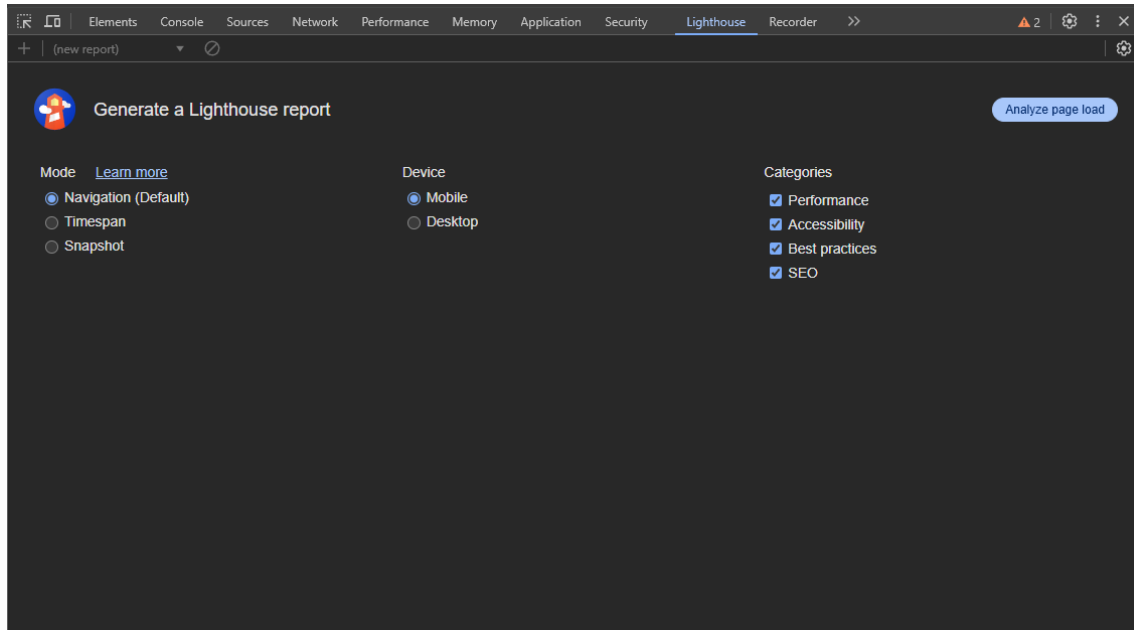 Elements Console Sources Network Performance Memory Application Security Lighthouse Recorder 2
(new report)
Generate a Lighthouse report Analyze page load
Mode Learn more Device Categories
Navigation (Default) Mobile Performance
Timespan Desktop Accessibility
Snapshot Best practices
SEO